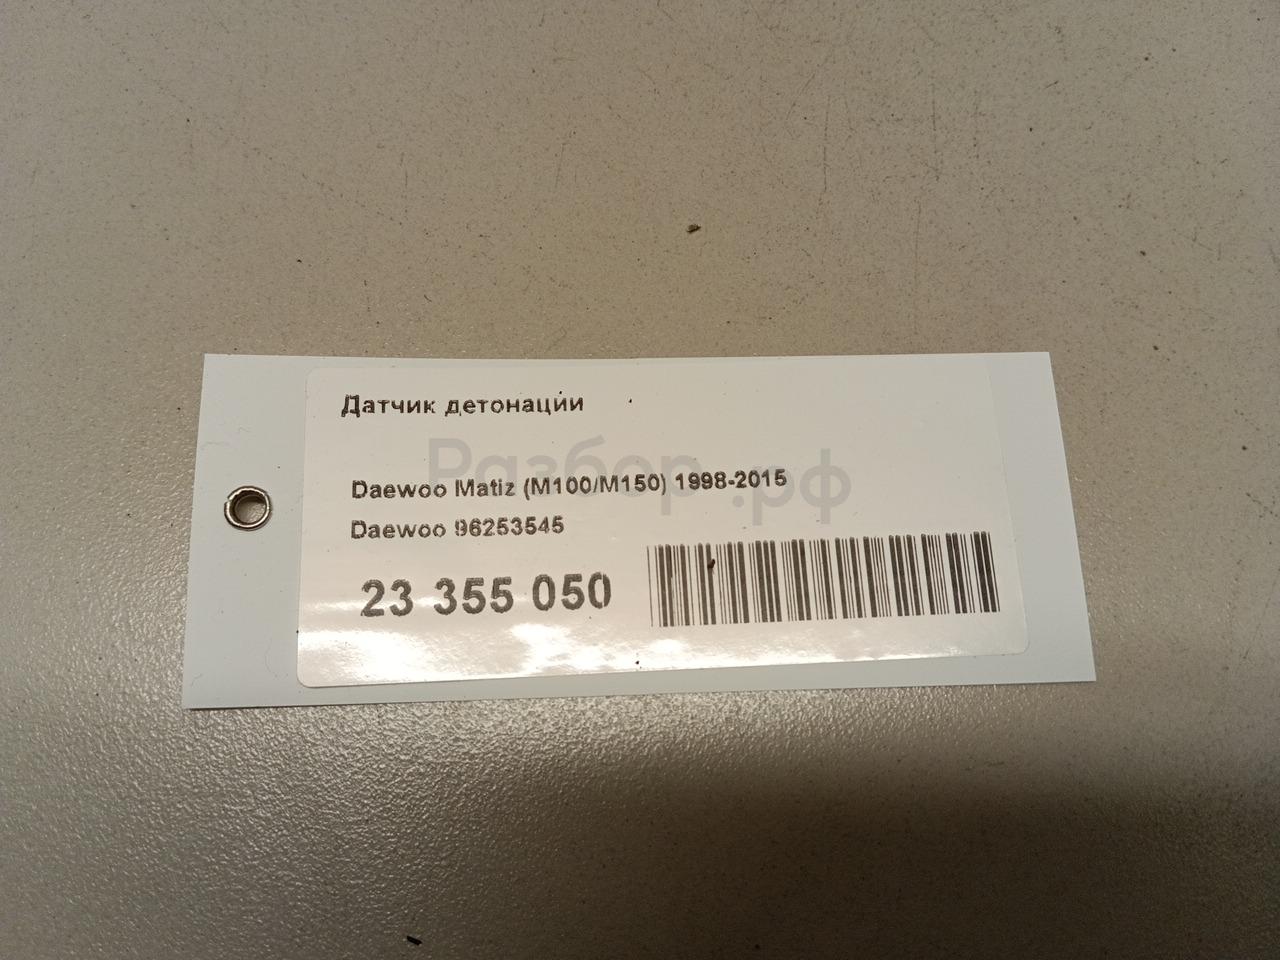 Датчик детонации
Разбор.рф
Daewoo Matiz (M100/M150) 1998-2015
Daewoo 96253545
23 355 050